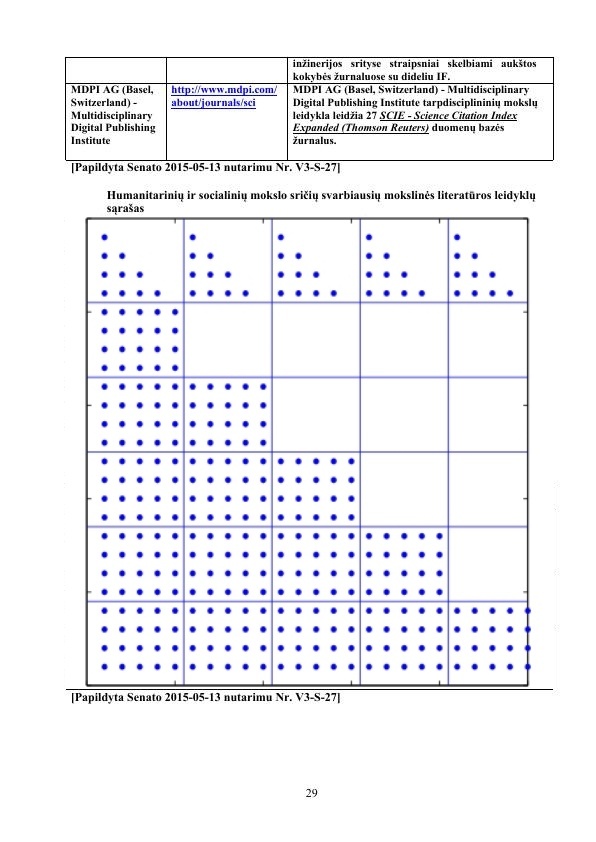 inžinerijos srityse straipsniai skelbiami aukštos
kokybės žurnaluose su dideliu IF.
MDPI AG (Basel,
Switzerland) -
Multidisciplinary
Digital Publishing
Institute
http://www.mdpi.com/
about/journals/sci
MDPI AG (Basel, Switzerland) - Multidisciplinary
Digital Publishing Institute tarpdisciplininių mokslų
leidykla leidžia 27 SCIE - Science Citation Index
Expanded (Thomson Reuters) duomenų bazės
žurnalus.
[Papildyta Senato 2015-05-13 nutarimu Nr. V3-S-27]
Humanitarinių ir socialinių mokslo sričių svarbiausių mokslinės literatūros leidyklų
sąrašas
[Papildyta Senato 2015-05-13 nutarimu Nr. V3-S-27]
29